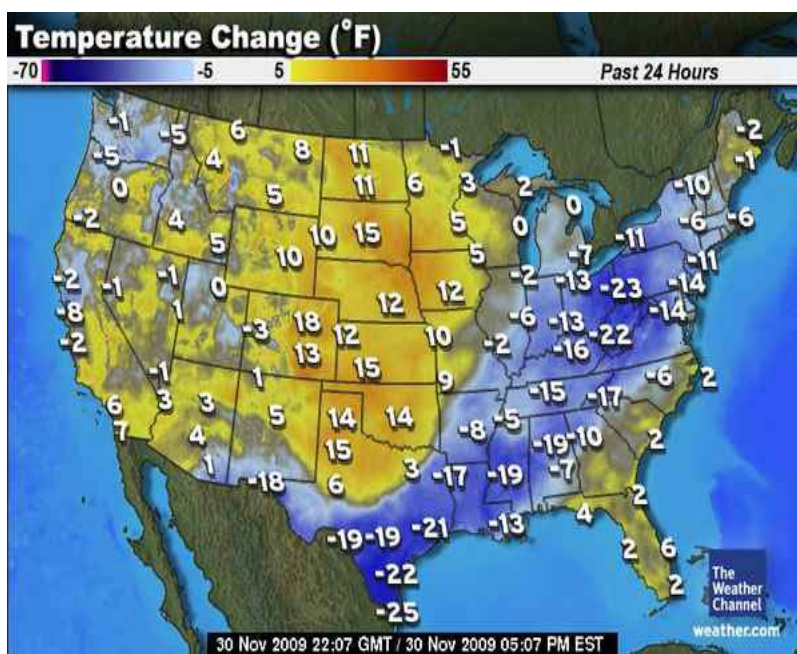 Temperature Change (°F)
-70 -5 5 55 Past 24 Hours
-1 -5 6 8 11 -1 -2
-5 4 11 6 3 2 -1
0 5 0 -10
-2 4 5 10 15 5 0 -6 -6
5 10 5 -7 -11
-2 -1 -1 0 12 12 -2 -13 -23 -11 -14
-8 1 -3 18 12 10 -6 -13 -22 -14
-2 13 15 -2 -16
-1 1 9 -15 -17 -6 2
6 3 3 5 14 14 -8 -5
7 4 15 -19 -10 2
1 -18 6 3 -17 -19 -7
-19 -19 -21 -13 4 2
-22 2 6
-25 2
The
Weather
Channel
weather.com
30 Nov 2009 22:07 GMT / 30 Nov 2009 05:07 PM EST